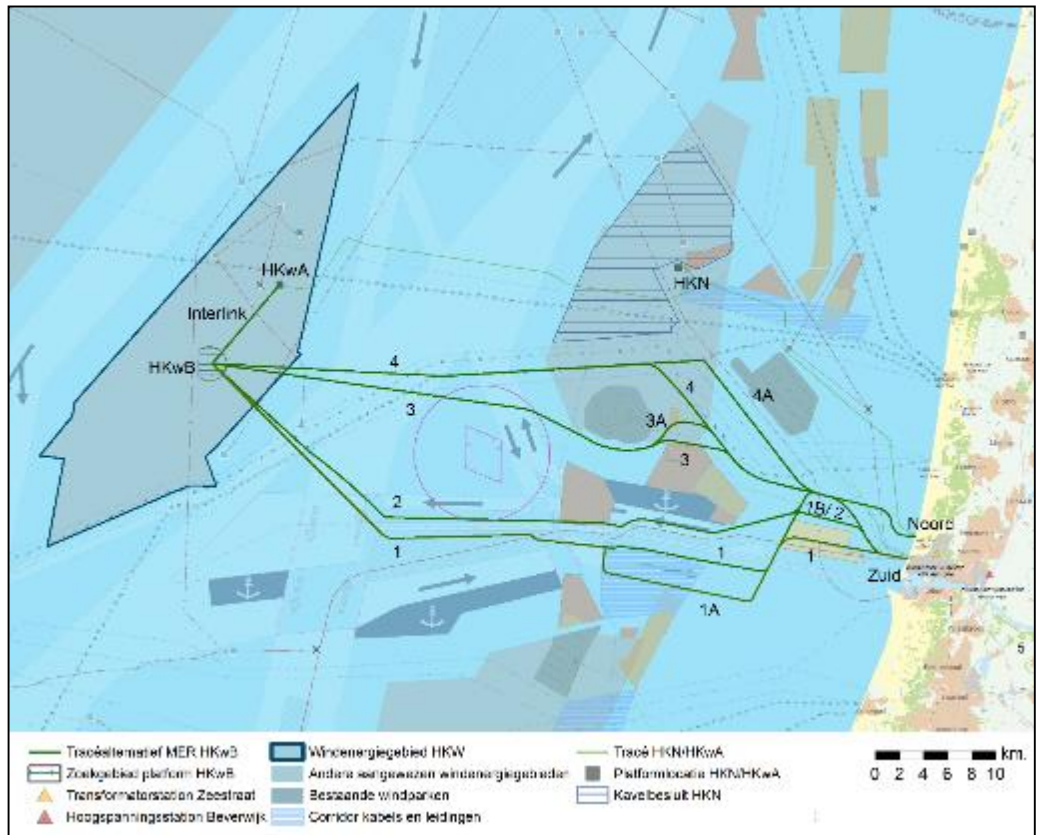 HKwA
HKN
Interlink
HKwB
4
3
4
4A
3A
3
2
1B/ 2
Noord
1
1
1
Zuid
1A
5
Tracéalternatief MER HKwB
Windenergiegebied HKW
Tracé HKN/HKwA
km.
Zoekgebied platform HKwB
Andere aangewezen windenergiegebieden
Platformlocatie HKN/HKwA
0 2 4 6 8 10
Transformatorstation Zeestraat
Bestaande windparken
Kavelbesluit HKN
Hoogspanningsstation Beverwijk
Corridor kabels en leidingen